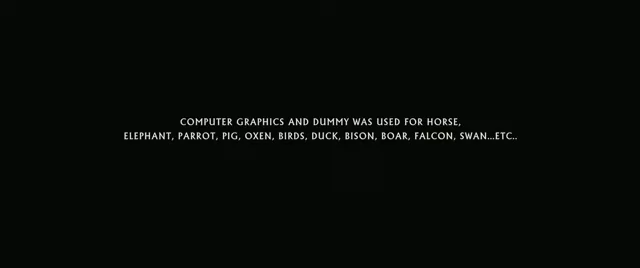 COMPUTER GRAPHICS AND DUMMY WAS USED FOR HORSE,
ELEPHANT, PARROT, PIG, OXEN, BIRDS, DUCK, BISON, BOAR, FALCON, SWAN...ETC..